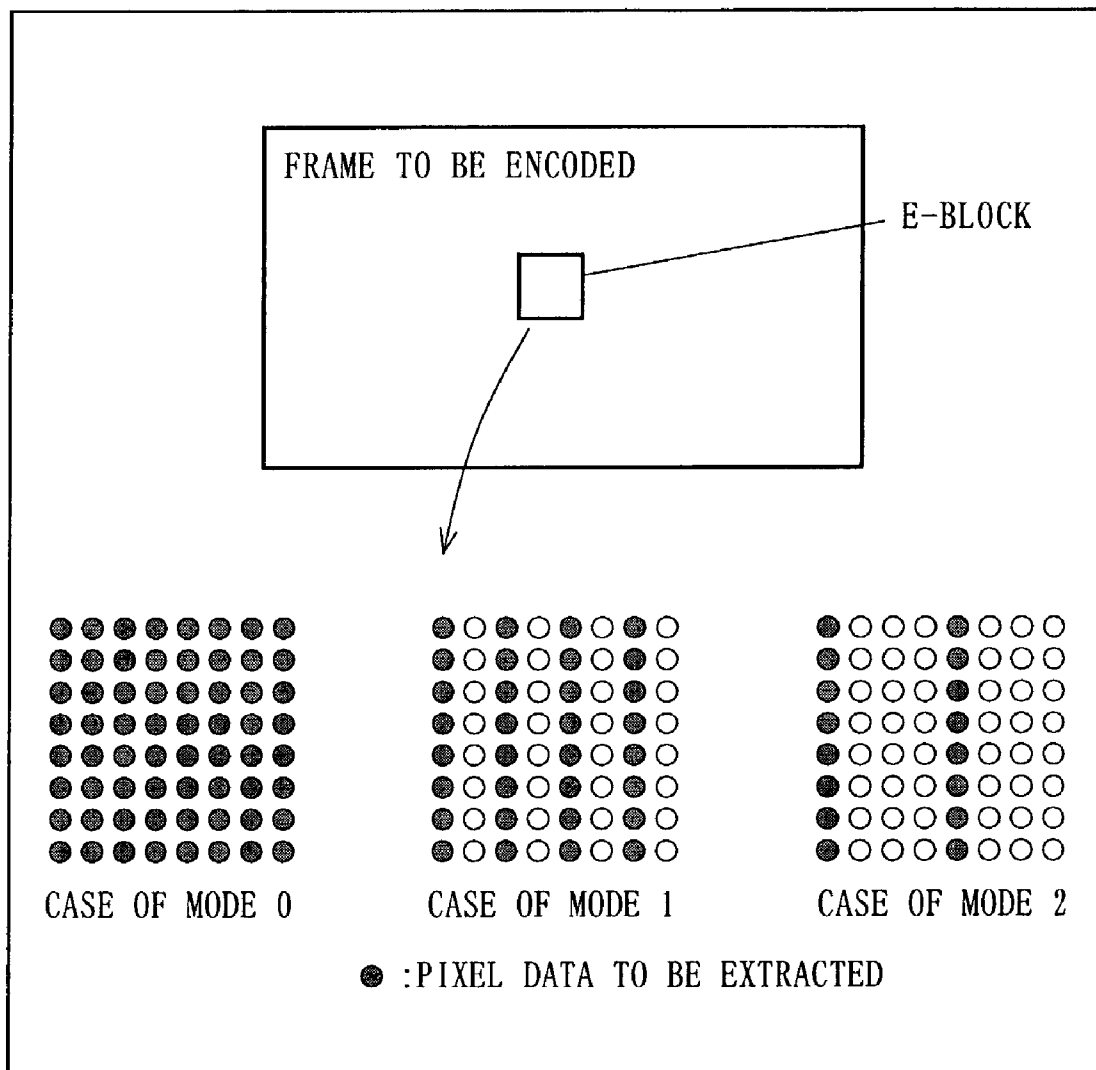 FRAME TO BE ENCODED
E-BLOCK
CASE OF MODE 0
CASE OF MODE 1
CASE OF MODE 2
:PIXEL DATA TO BE EXTRACTED